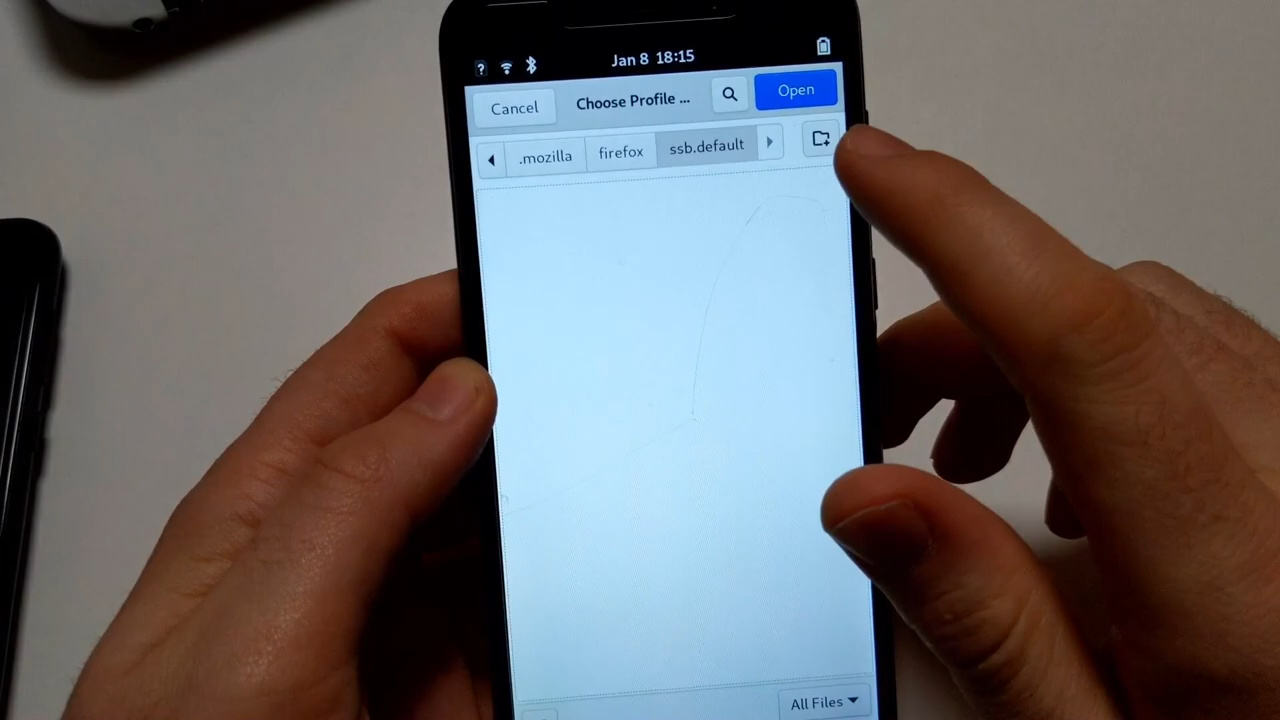 ? Jan 8 18:15
Cancel Choose Profile ... Open
.mozilla firefox ssb.default
All Files